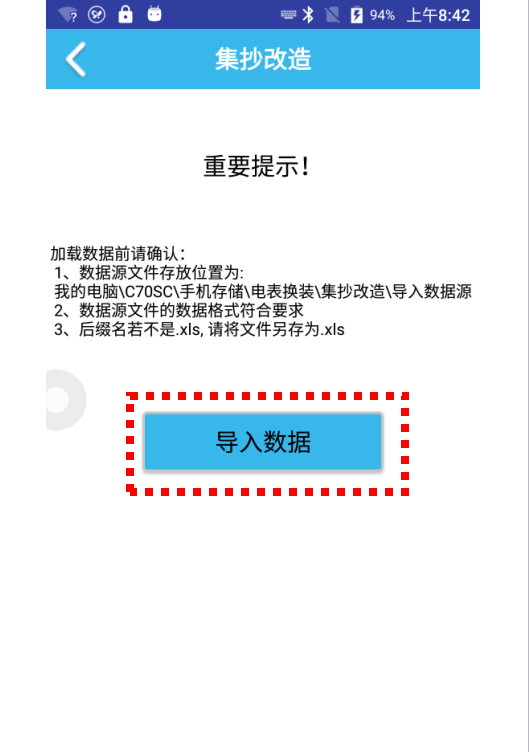 94% 上午8:42
集抄改造
重要提示！
加载数据前请确认：
1、数据源文件存放位置为:
我的电脑\C70SC\手机存储\电表换装\集抄改造\导入数据源
2、数据源文件的数据格式符合要求
3、后缀名若不是.xls, 请将文件另存为.xls
导入数据